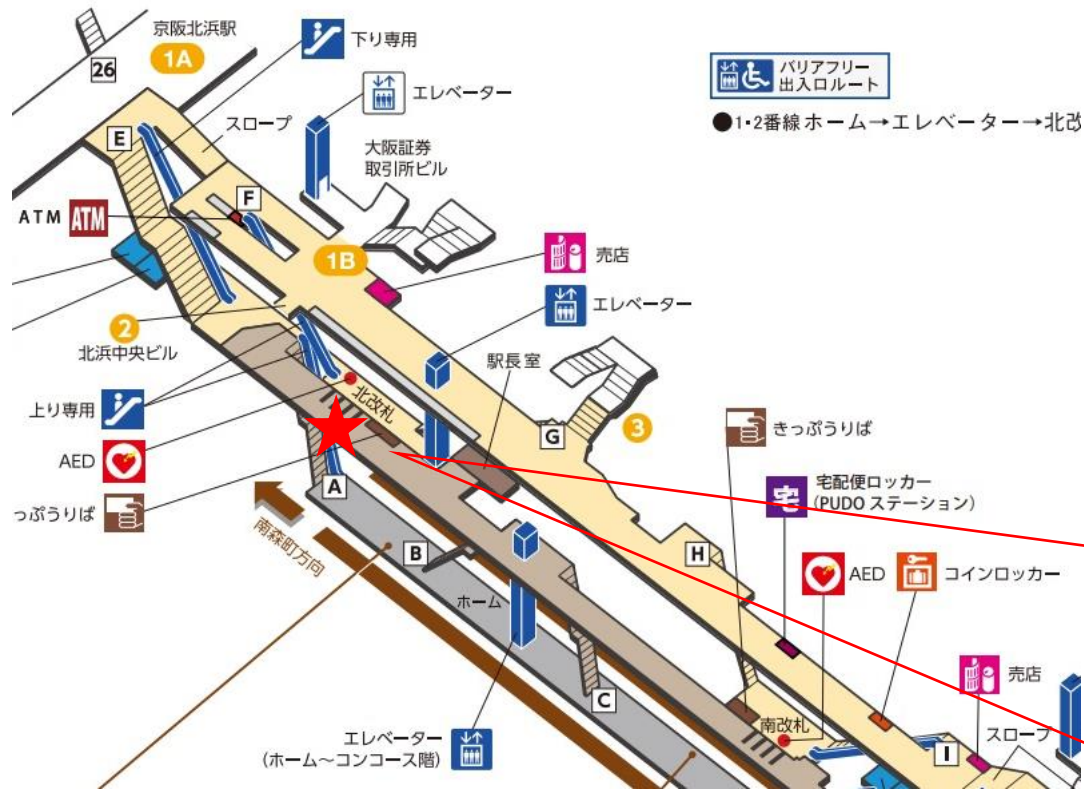 京阪北浜駅
1A
26
下り専用
エレベーター
バリアフリー
出入口ルート
●1・2番線 ホーム→エレベーター→北改
スロープ
E
大阪証券
取引所ビル
F
ATM ATM
1B
売店
エレベーター
2
北浜中央ビル
駅長室
上り専用
北改札
G
3
きっぷうりば
AED
宅
宅配便ロッカー
(PUDO ステーション)
A
っぷうりば
南森町方向
B
H
AED
コインロッカー
ホーム
C
売店
エレベーター
(ホーム～コンコース階)
南改札
I
スロープ